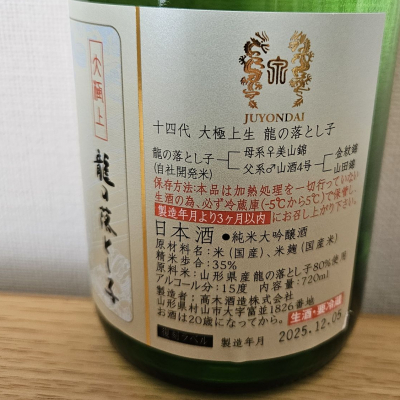 大極上
龍の落とし子
JUYONDAI
十四代 大極上生 龍の落とし子
龍の落とし子
(自社開発米)
母系♀美山錦
父系♂山酒4号
金紋錦
山田錦
保存方法:本品は加熱処理を一切行っていない
生酒の為、必ず冷蔵庫(-5℃から5℃)で保管し、
製造年月より3ヶ月以内にお召し上がり下さい。
日本酒 ●純米大吟醸酒
原材料名:米(国産)、米麹(国産米)
精米歩合:35%
原料米:山形県産龍の落とし子80%使用
アルコール分:15度 内容量:720ml
製造者:高木酒造株式会社
山形県村山市大字富並1826番地
お酒は20歳になってから。
生酒・要冷蔵
製造年月 2025.12.05